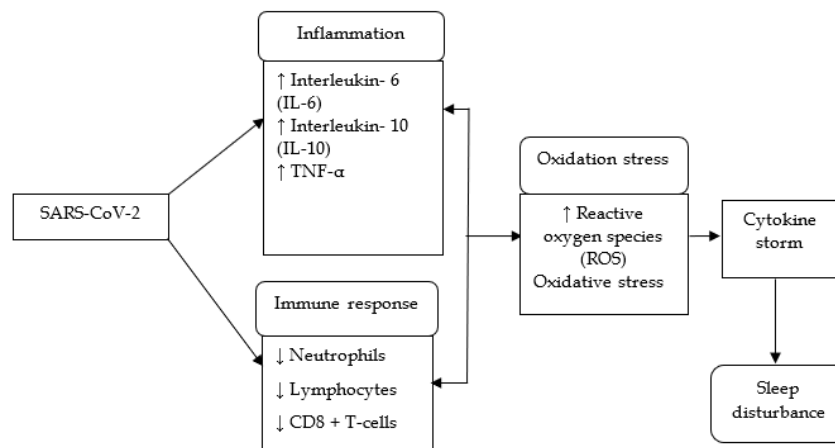 Inflammation
↑ Interleukin- 6
(IL-6)
↑ Interleukin- 10
(IL-10)
↑ TNF-α
SARS-CoV-2
Immune response
↓ Neutrophils
↓ Lymphocytes
↓ CD8 + T-cells
Oxidation stress
↑ Reactive
oxygen species
(ROS)
Oxidative stress
Cytokine
storm
Sleep
disturbance